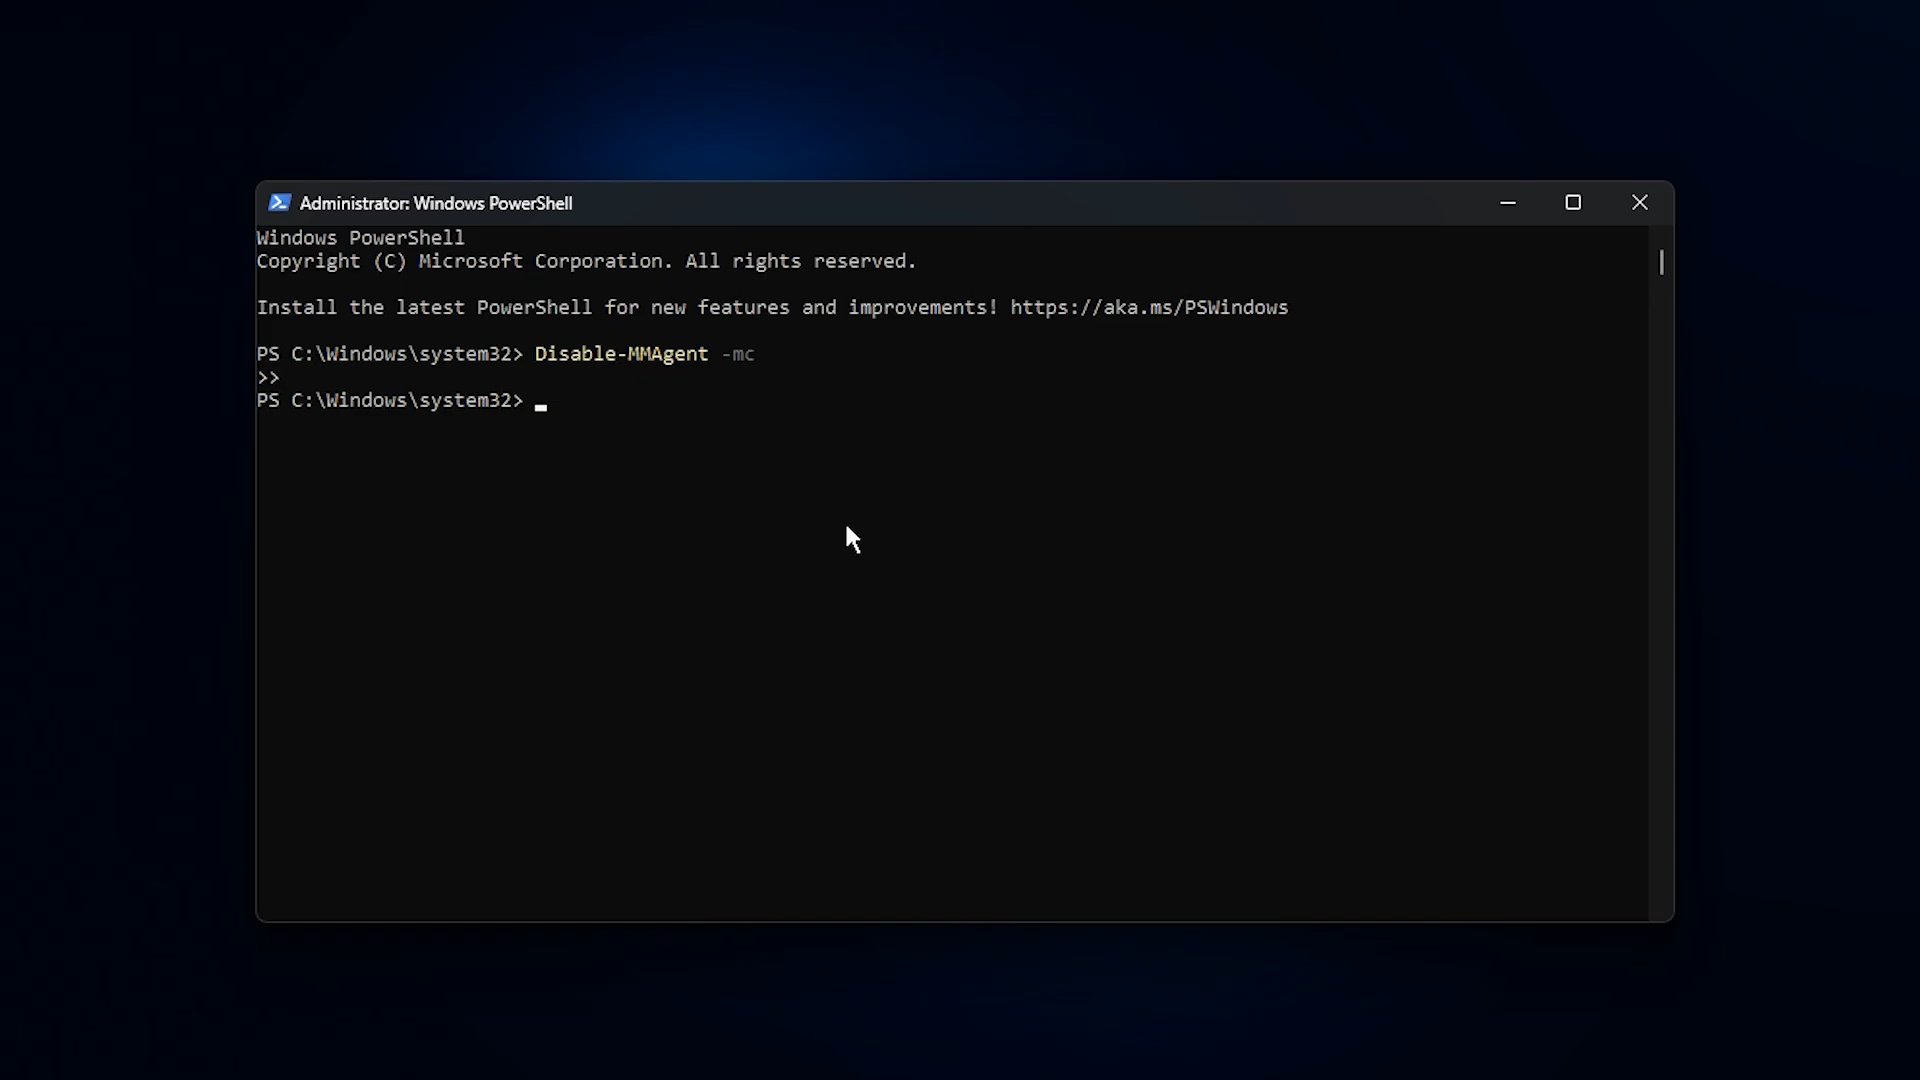 Administrator: Windows PowerShell
Windows PowerShell
Copyright (C) Microsoft Corporation. All rights reserved.
Install the latest PowerShell for new features and improvements! https://aka.ms/PSWindows
PS C:\Windows\system32> Disable-MMAgent -mc
>>
PS C:\Windows\system32>